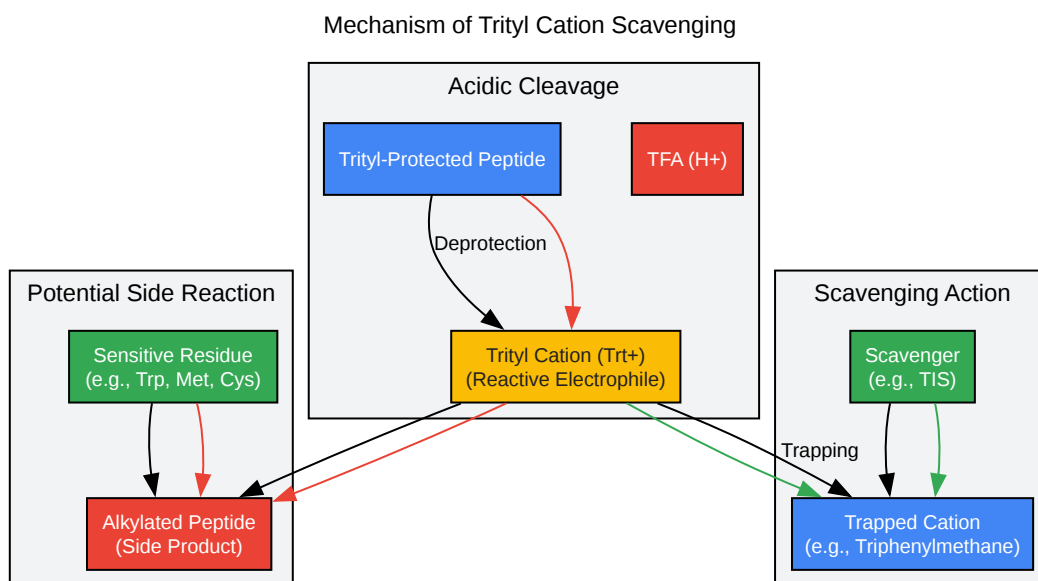 Mechanism of Trityl Cation Scavenging
Acidic Cleavage
Trityl-Protected Peptide
TFA (H+)
Deprotection
Potential Side Reaction
Sensitive Residue
(e.g., Trp, Met, Cys)
Trityl Cation (Trt+)
(Reactive Electrophile)
Scavenging Action
Scavenger
(e.g., TIS)
Trapping
Alkylated Peptide
(Side Product)
Trapped Cation
(e.g., Triphenylmethane)